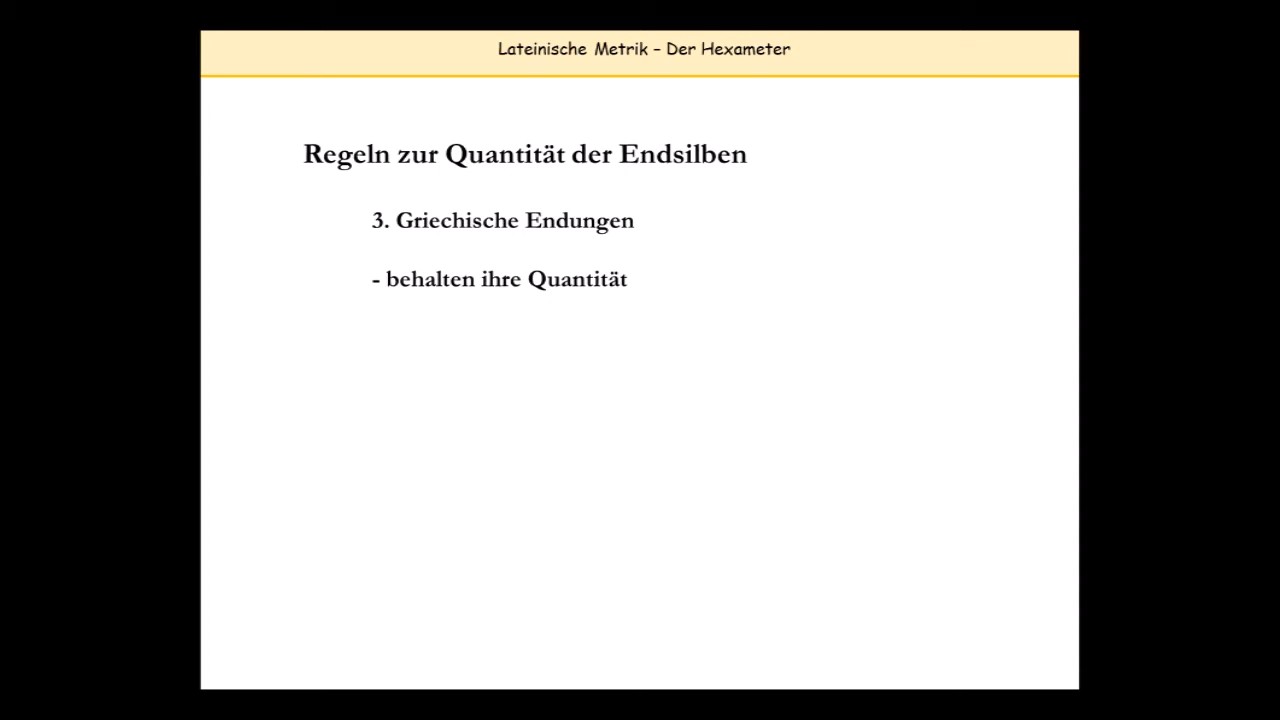 Lateinische Metrik – Der Hexameter
Regeln zur Quantität der Endsilben
3. Griechische Endungen
- behalten ihre Quantität